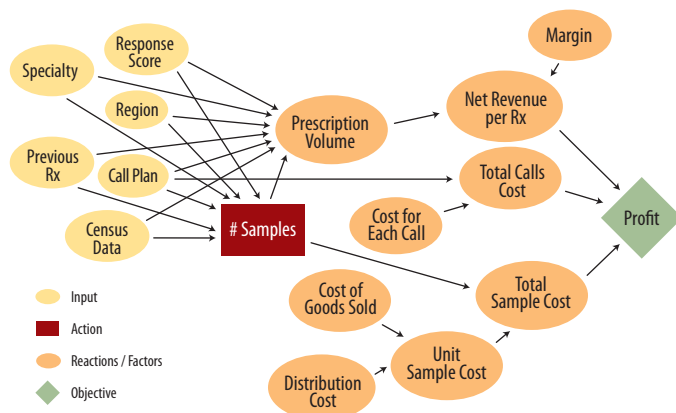 Response
Score
Margin
Specialty
Region
Prescription
Volume
Net Revenue
per Rx
Previous
Rx
Call Plan
Total Calls
Cost
Census
Data
# Samples
Cost for
Each Call
Profit
Cost of
Goods Sold
Total
Sample Cost
Unit
Sample Cost
Distribution
Cost
Input
Action
Reactions / Factors
Objective